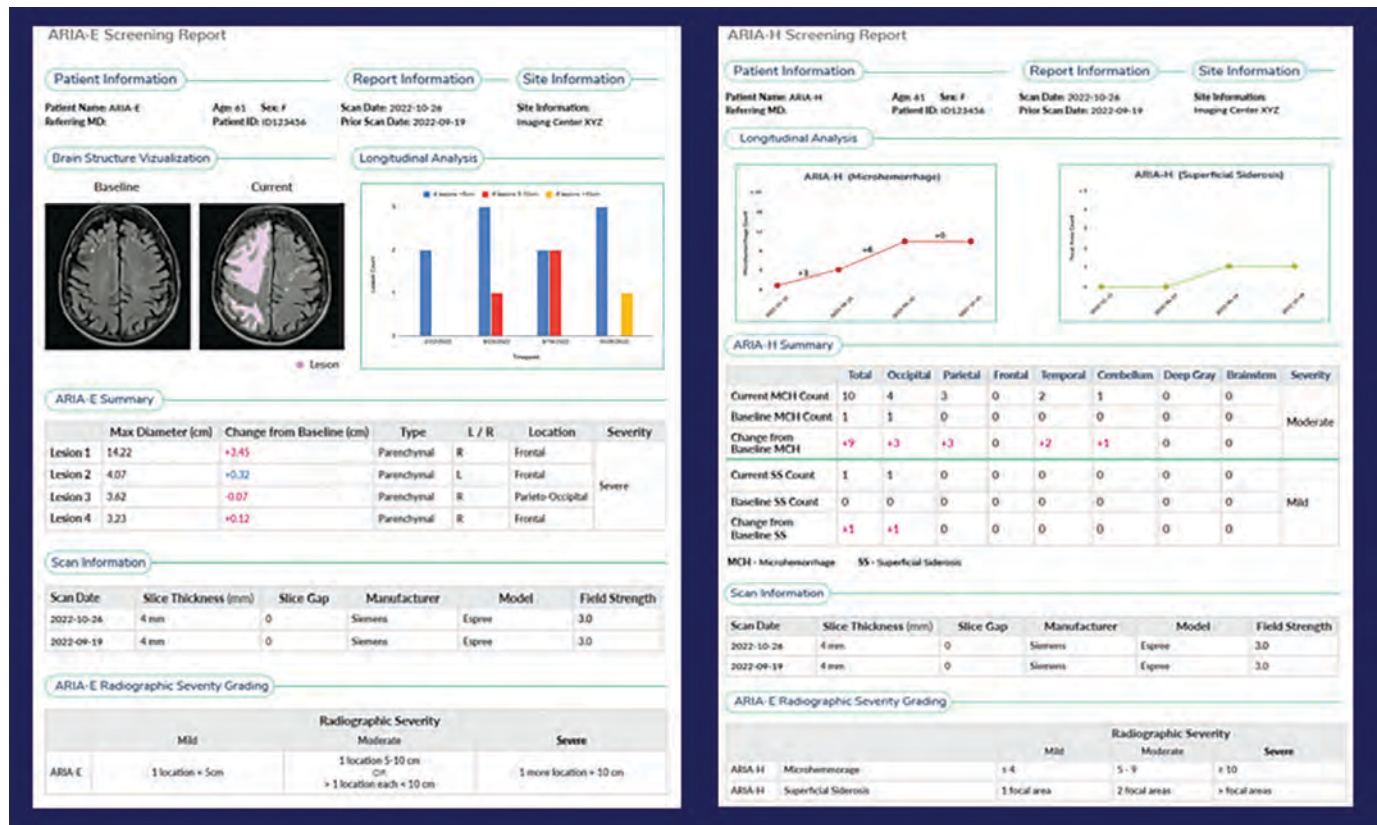 ARIA-E Screening Report
Patient Information
Report Information
Site Information
Patient Name: ARIA-E
Age: 61 Sex: F
Scan Date: 2022-10-26
Site Information:
Referring MD:
Patient ID: ID123456
Prior Scan Date: 2022-09-19
Imaging Center XYZ
Brain Structure Vizualization
Longitudinal Analysis
Baseline
Current
Lesion
Lesion Count
Timepoint
ARIA-E Summary
Max Diameter (cm) Change from Baseline (cm) Type L / R Location Severity
Lesion 1 14.22 +3.45 Parenchymal R Frontal
Lesion 2 4.07 +0.32 Parenchymal L Frontal
Lesion 3 3.62 -0.07 Parenchymal R Parieto-Occipital
Lesion 4 3.23 +0.12 Parenchymal R Frontal
Severe
Scan Information
Scan Date Slice Thickness (mm) Slice Gap Manufacturer Model Field Strength
2022-10-26 4 mm 0 Siemens Espree 3.0
2022-09-19 4 mm 0 Siemens Espree 3.0
ARIA-E Radiographic Severity Grading
Radiographic Severity
Mild Moderate Severe
ARIA-E 1 location < 5cm
1 location 5-10 cm
OR
> 1 location each < 10 cm
1 more location > 10 cm
ARIA-H Screening Report
Patient Information
Report Information
Site Information
Patient Name: ARIA-H
Age: 61 Sex: F
Scan Date: 2022-10-26
Site Information:
Referring MD:
Patient ID: ID123456
Prior Scan Date: 2022-09-19
Imaging Center XYZ
Longitudinal Analysis
ARIA-H (Microhemorrhage)
Microhemorrhage Count
+3
+6
+0
ARIA-H (Superficial Siderosis)
Focal Area Count
ARIA-H Summary
Total Occipital Parietal Frontal Temporal Cerebellum Deep Gray Brainstem Severity
Current MCH Count 10 4 3 0 2 1 0 0
Baseline MCH Count 1 1 0 0 0 0 0 0
Moderate
Change from
Baseline MCH +9 +3 +3 0 +2 +1 0 0
Current SS Count 1 1 0 0 0 0 0 0
Baseline SS Count 0 0 0 0 0 0 0 0
Mild
Change from
Baseline SS +1 +1 0 0 0 0 0 0
MCH - Microhemorrhage SS - Superficial Siderosis
Scan Information
Scan Date Slice Thickness (mm) Slice Gap Manufacturer Model Field Strength
2022-10-26 4 mm 0 Siemens Espree 3.0
2022-09-19 4 mm 0 Siemens Espree 3.0
ARIA-E Radiographic Severity Grading
Radiographic Severity
Mild Moderate Severe
ARIA-H Microhemmorage 5 - 9
ARIA-H Superficial Siderosis 1 focal area 2 focal areas > focal areas